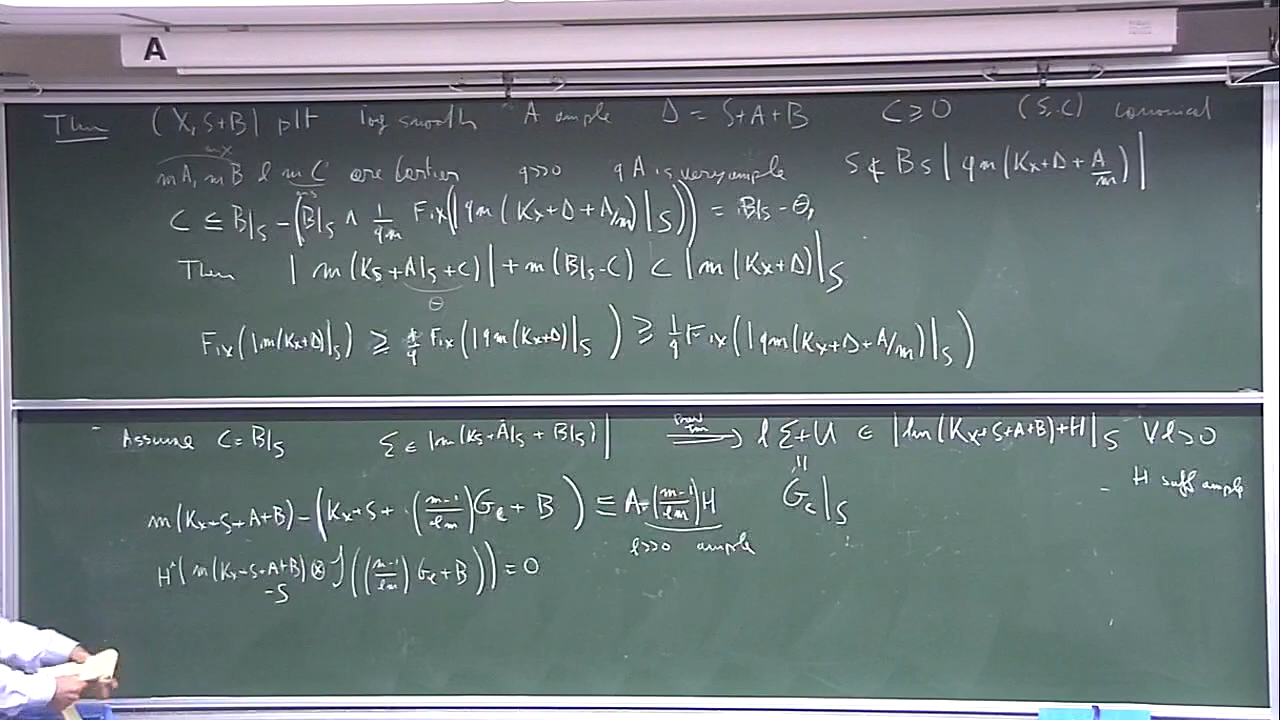 A
Thm (X, S+B) plt log smooth A ample Δ = S+A+B C ≥ 0 (S, C) canonical
mA, mB & mC are Cartier q>>0 qA is very ample S ⊄ Bs | qm(K_X+Δ+A/m) |
C ≤ B|_S - (B|_S ∧ 1/qm Fix(|qm(K_X+Δ+A/m)|_S)) = B|_S - Θ,
Then | m(K_S+A|_S+C) | + m(B|_S-C) ⊂ |m(K_X+Δ)|_S
Θ
Fix(|m(K_X+Δ)|_S) ≥ 1/q Fix(|qm(K_X+Δ)|_S) ≥ 1/q Fix(|qm(K_X+Δ+A/m)|_S)
Assume C = B|_S Σ ∈ |m(K_S+A|_S+B|_S)| ⟹ lΣ+U ∈ |lm(K_X+S+A+B)+H|_S ∀l>0
H suff ample
= G_l|_S
m(K_X+S+A+B) - (K_X+S+(m-1/lm)G_l+B) ≡ A-(m-1/lm)H
l>>0 ample
H^1(m(K_X+S+A+B)-S ⊗ J((m-1/lm)G_l+B)) = 0